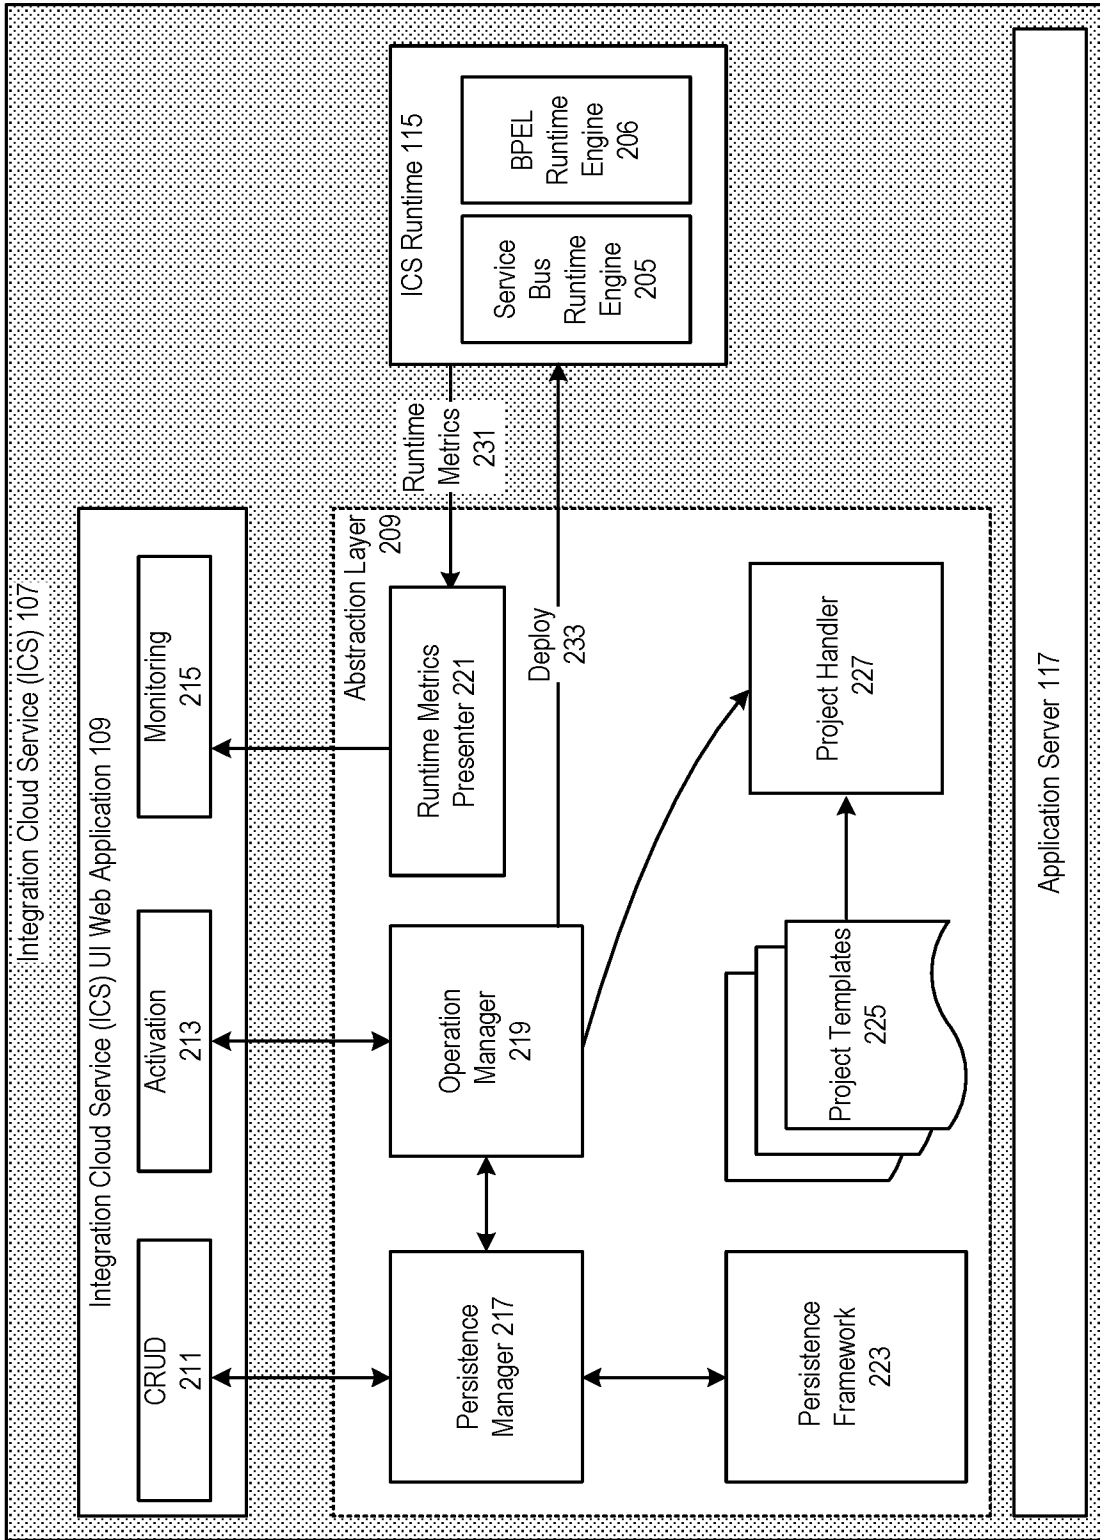 Integration Cloud Service (ICS) 107
Integration Cloud Service (ICS) UI Web Application 109
CRUD
211
Activation
213
Monitoring
215
Abstraction Layer
209
Persistence
Manager 217
Operation
Manager
219
Runtime Metrics
Presenter 221
Runtime
Metrics
231
Deploy
233
ICS Runtime 115
Service
Bus
Runtime
Engine
205
BPEL
Runtime
Engine
206
Persistence
Framework
223
Project Templates
225
Project Handler
227
Application Server 117